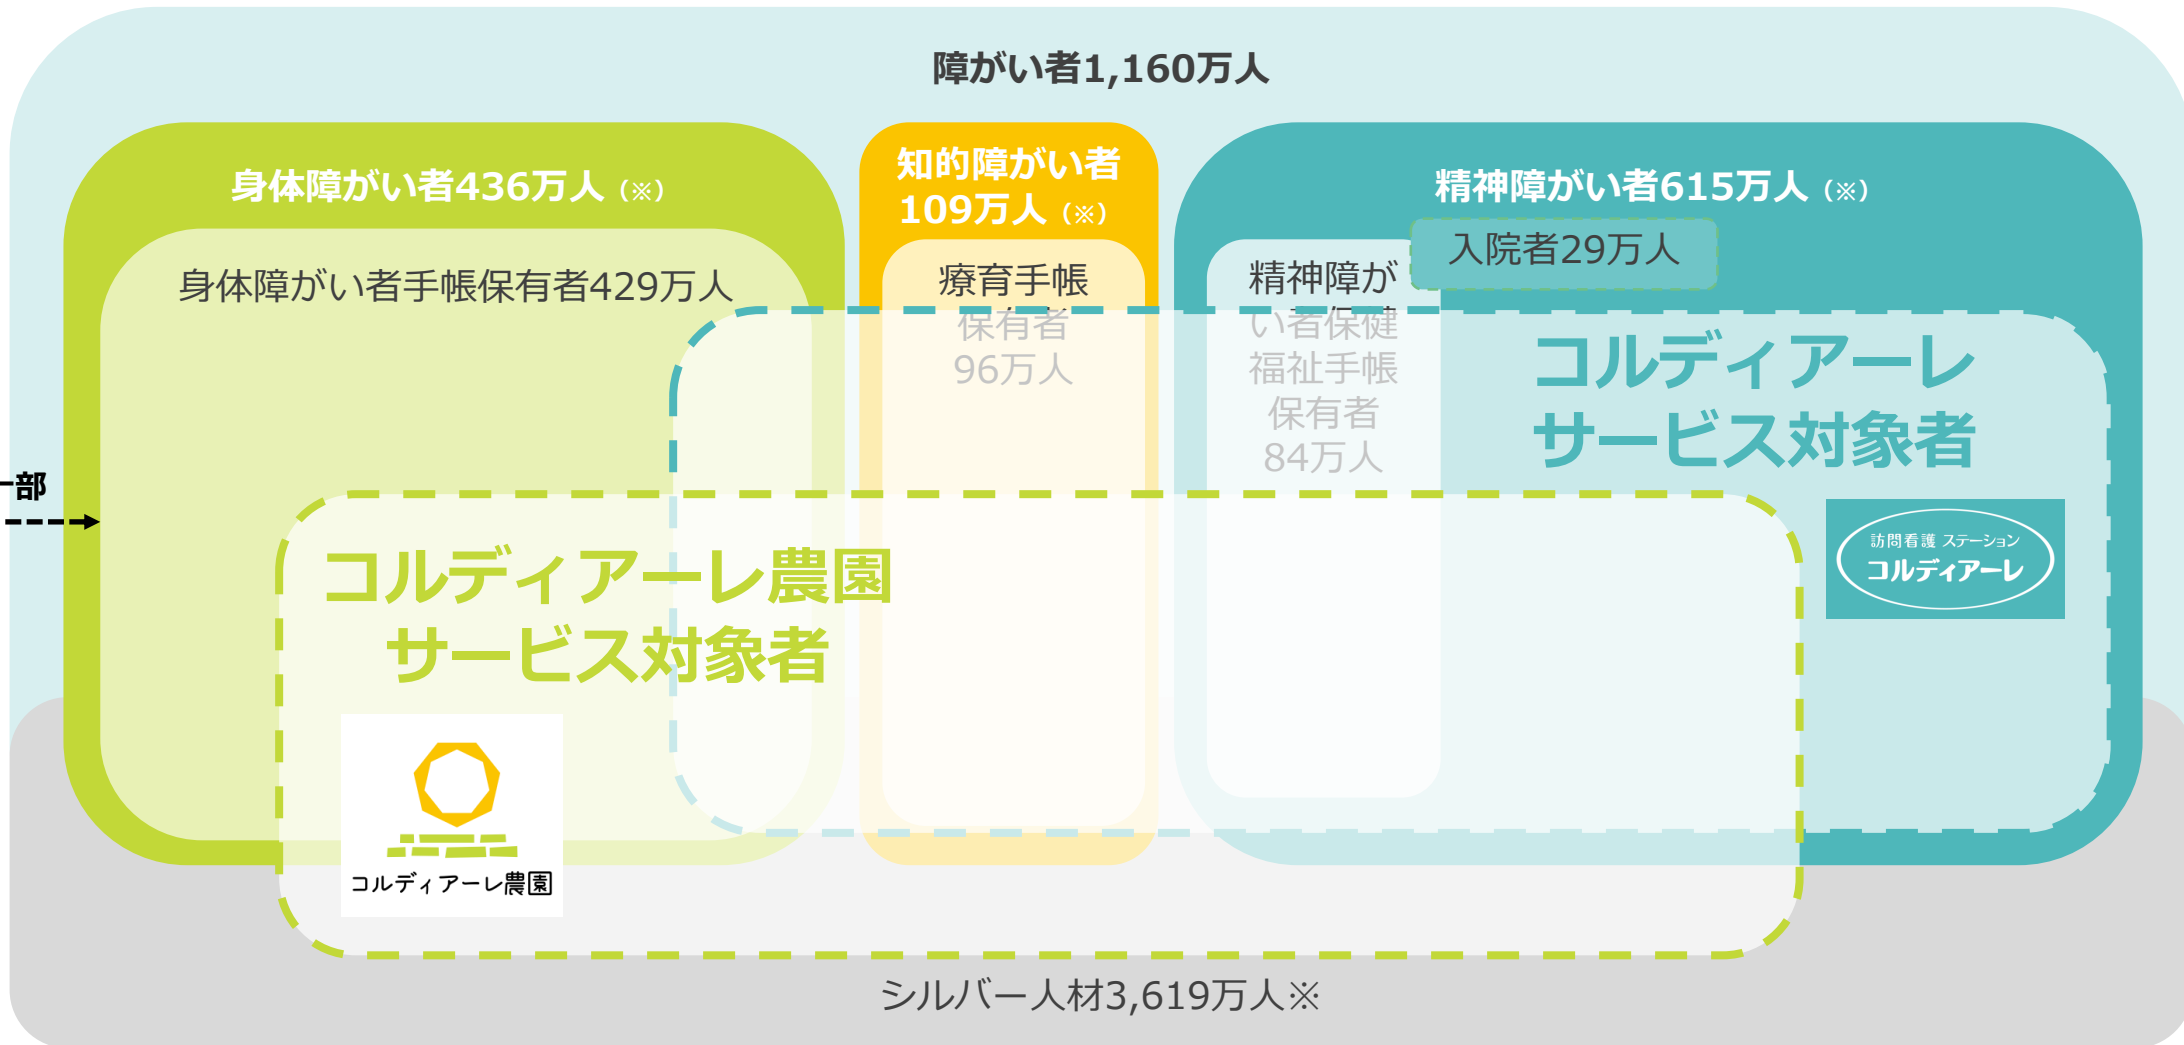 障がい者1,160万人
身体障がい者436万人（※）
身体障がい者手帳保有者429万人
知的障がい者
109万人（※）
療育手帳
保有者
96万人
精神障がい者615万人（※）
入院者29万人
精神障が
い者保健
福祉手帳
保有者
84万人
コルディアーレ
サービス対象者
訪問看護 ステーション
コルディアーレ
部
コルディアーレ農園
サービス対象者
コルディアーレ農園
シルバー人材3,619万人※